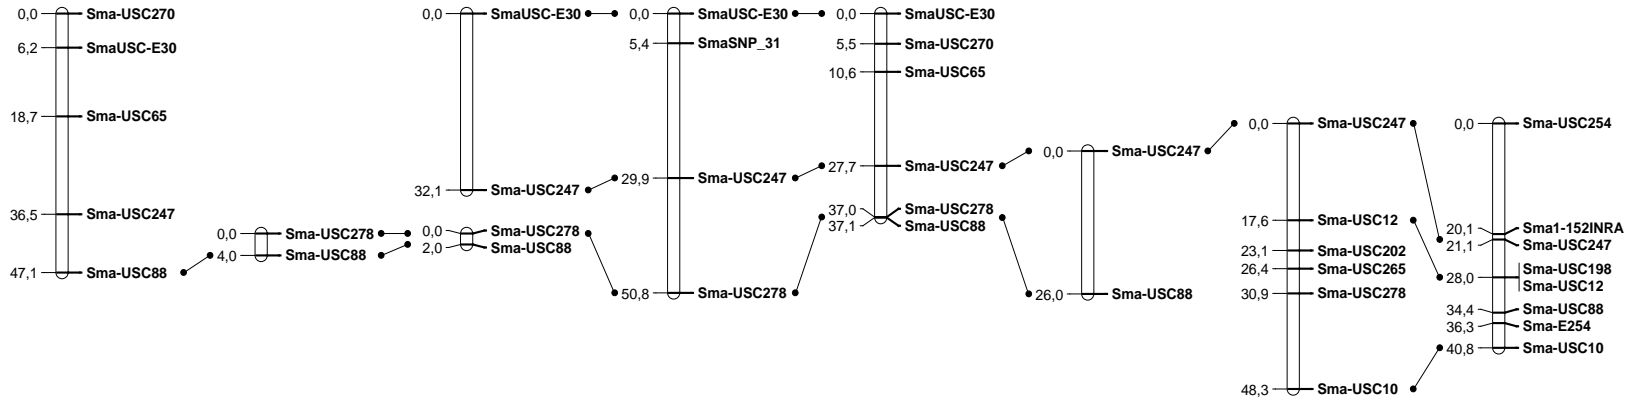 0,0 Sma-USC270
6,2 SmaUSC-E30
18,7 Sma-USC65
36,5 Sma-USC247
47,1 Sma-USC88
0,0 Sma-USC278
4,0 Sma-USC88
0,0 SmaUSC-E30
32,1 Sma-USC247
0,0 Sma-USC278
2,0 Sma-USC88
0,0 SmaUSC-E30
5,4 SmaSNP_31
29,9 Sma-USC247
50,8 Sma-USC278
0,0 SmaUSC-E30
5,5 Sma-USC270
10,6 Sma-USC65
27,7 Sma-USC247
37,0 Sma-USC278
37,1 Sma-USC88
0,0 Sma-USC247
26,0 Sma-USC88
0,0 Sma-USC247
17,6 Sma-USC12
23,1 Sma-USC202
26,4 Sma-USC265
30,9 Sma-USC278
48,3 Sma-USC10
0,0 Sma-USC254
20,1 Sma1-152INRA
21,1 Sma-USC247
28,0 Sma-USC198
Sma-USC12
34,4 Sma-USC88
36,3 Sma-E254
40,8 Sma-USC10